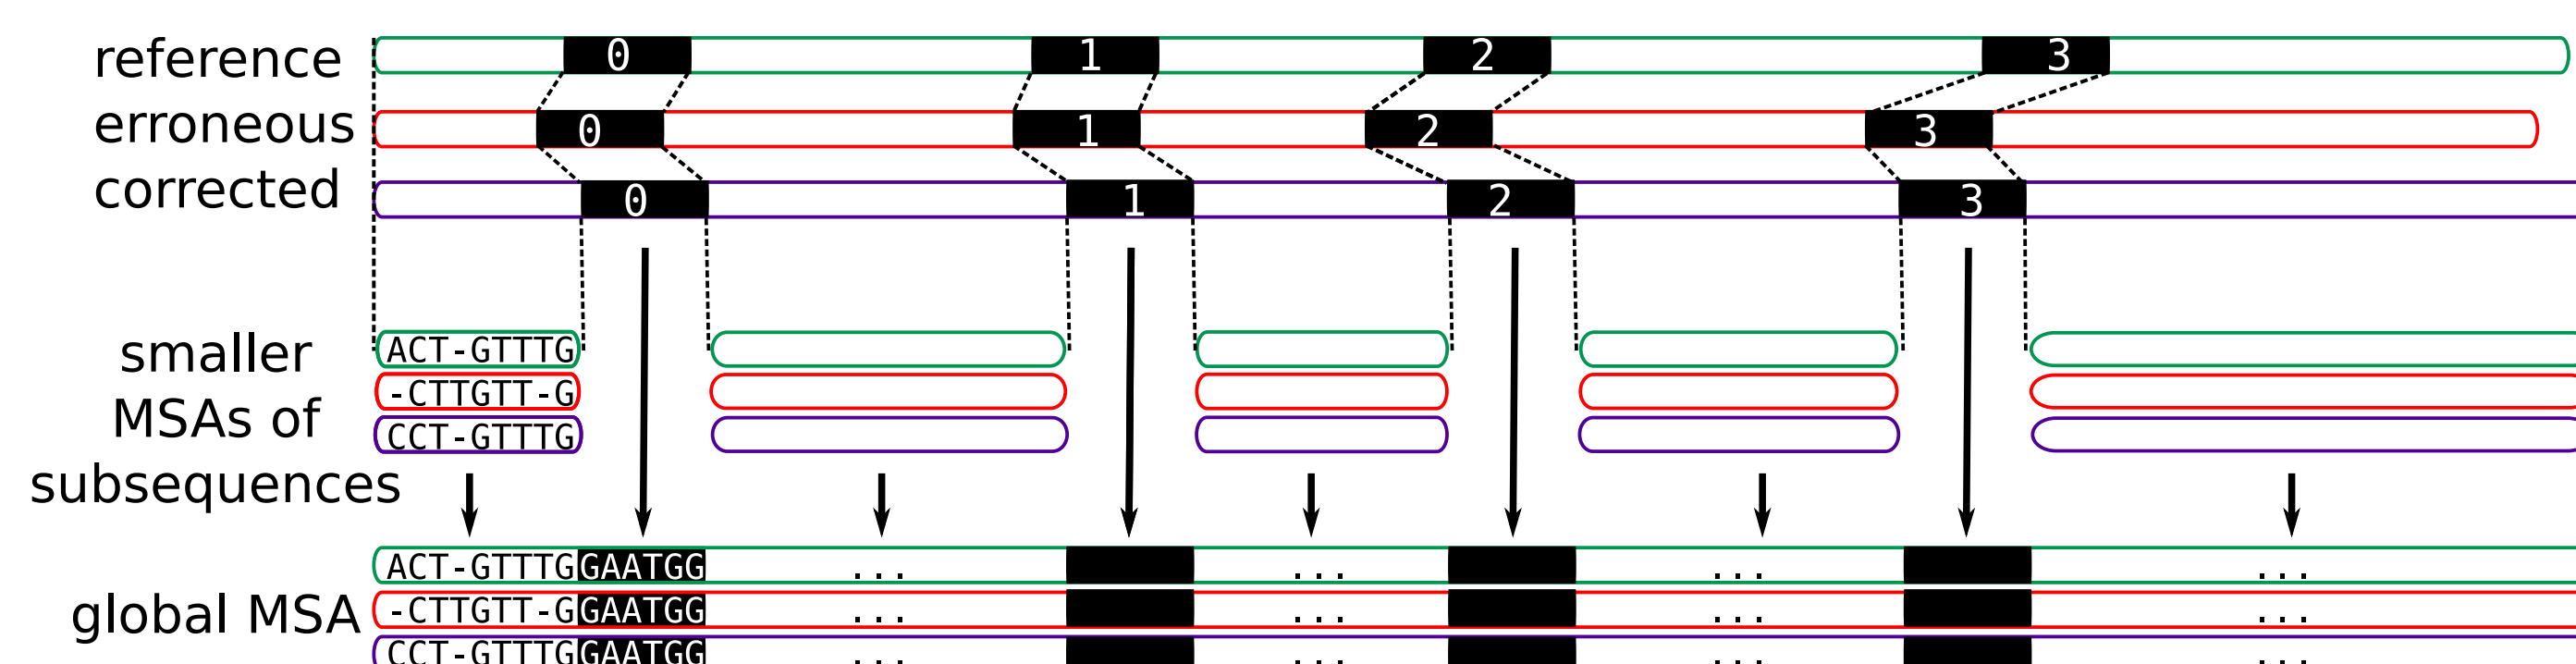 reference 0 1 2 3
erroneous 0 1 2 3
corrected 0 1 2 3
smaller
MSAs of
subsequences
ACT-GTTTG
-CTTGTT-G
CCT-GTTTG
global MSA
ACT-GTTTGGAATGG ... ... ... ...
-CTTGTT-GGAATGG ... ... ... ...
CCT-GTTTGGAATGG ... ... ... ...